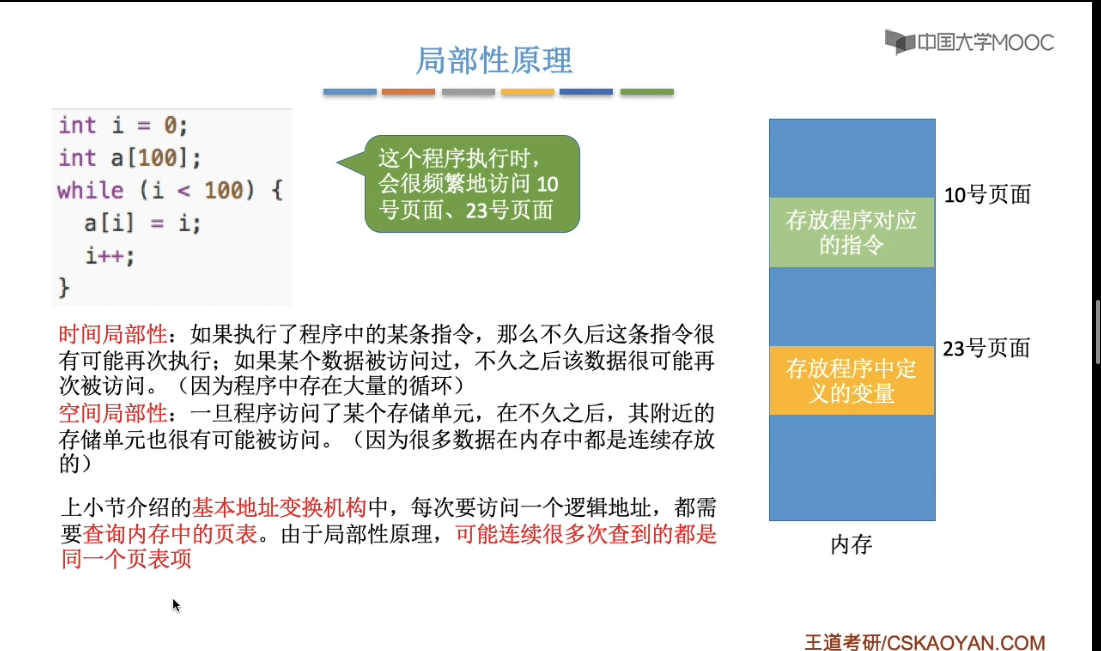 中国大学MOOC
局部性原理
int i = 0;
int a[100];
while (i < 100) {
  a[i] = i;
  i++;
}
这个程序执行时，
会很频繁地访问 10
号页面、23号页面
时间局部性：如果执行了程序中的某条指令，那么不久后这条指令很
有可能再次执行；如果某个数据被访问过，不久之后该数据很可能再
次被访问。（因为程序中存在大量的循环）
空间局部性：一旦程序访问了某个存储单元，在不久之后，其附近的
存储单元也很有可能被访问。（因为很多数据在内存中都是连续存放
的）
上小节介绍的基本地址变换机构中，每次要访问一个逻辑地址，都需
要查询内存中的页表。由于局部性原理，可能连续很多次查到的都是
同一个页表项
10号页面
存放程序对应
的指令
23号页面
存放程序中定
义的变量
内存
王道考研/CSKAOYAN.COM